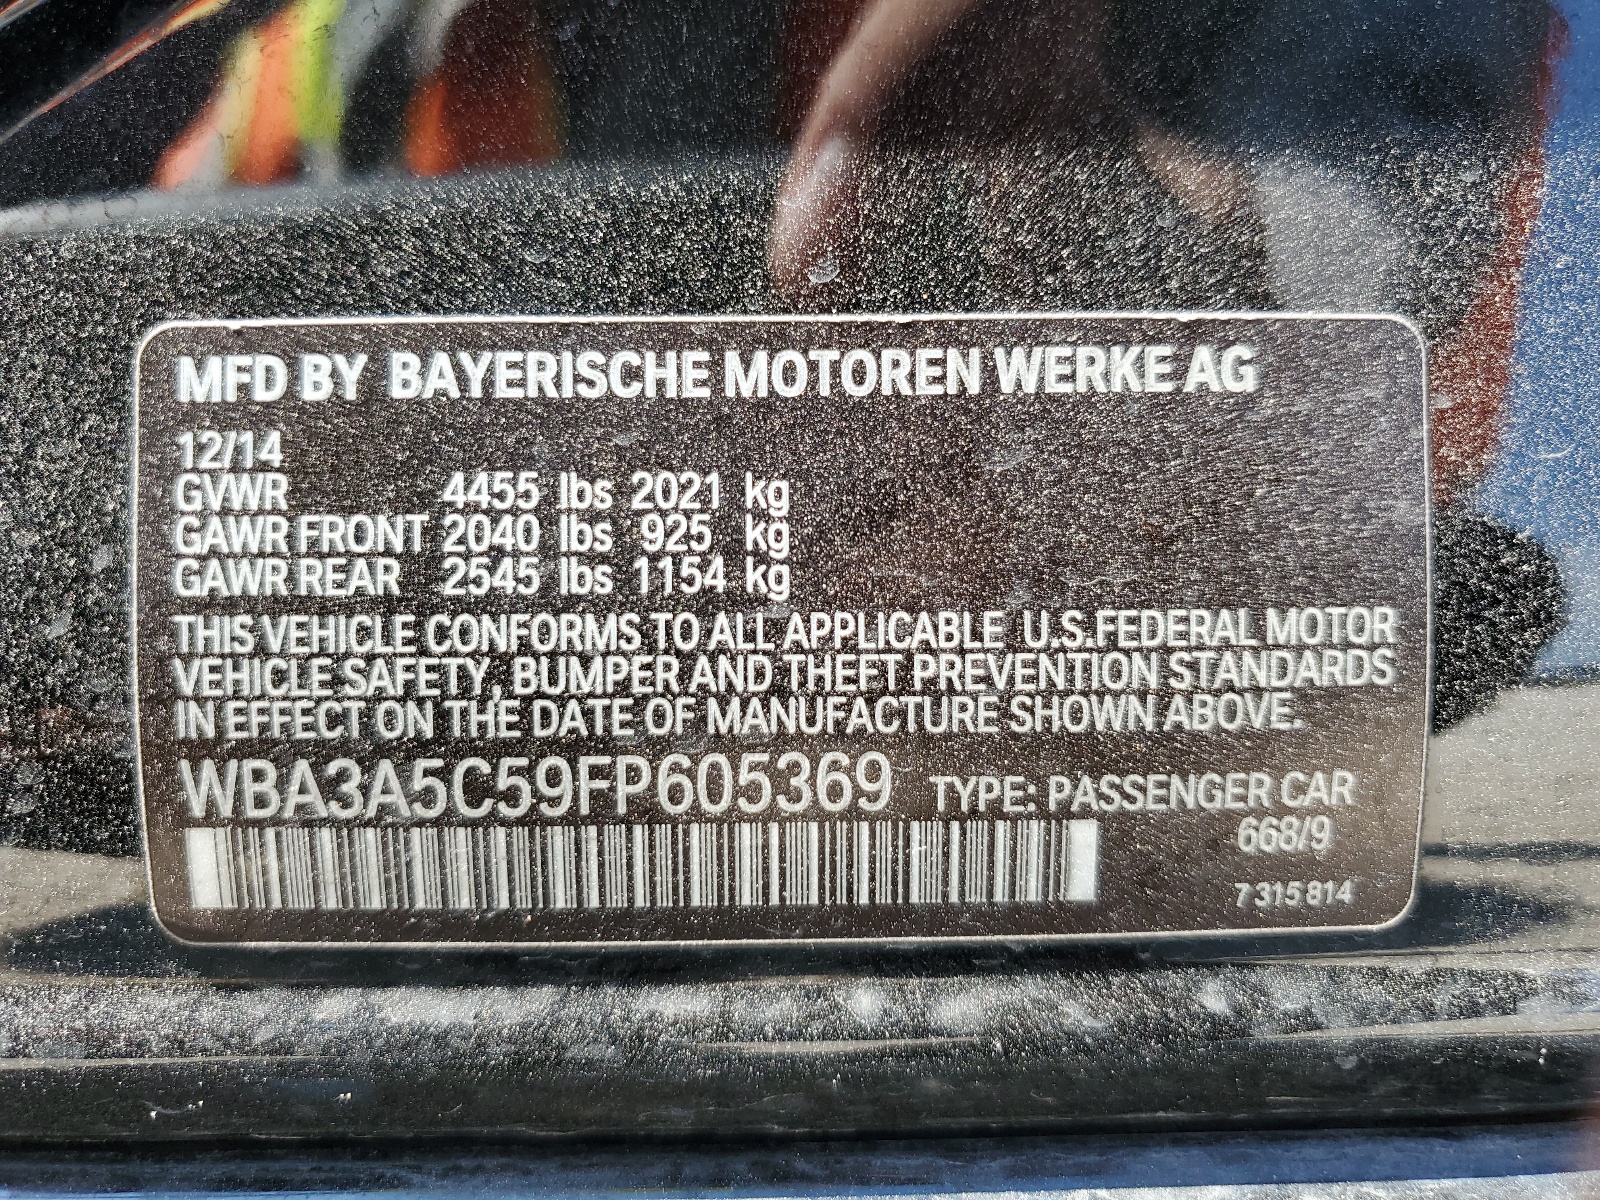 MFD BY BAYERISCHE MOTOREN WERKE AG
12/14
GVWR 4455 lbs 2021 kg
GAWR FRONT 2040 lbs 925 kg
GAWR REAR 2545 lbs 1154 kg
THIS VEHICLE CONFORMS TO ALL APPLICABLE U.S.FEDERAL MOTOR
VEHICLE SAFETY, BUMPER AND THEFT PREVENTION STANDARDS
IN EFFECT ON THE DATE OF MANUFACTURE SHOWN ABOVE.
WBA3A5C59FP605369 TYPE: PASSENGER CAR
668/9
7 315 814